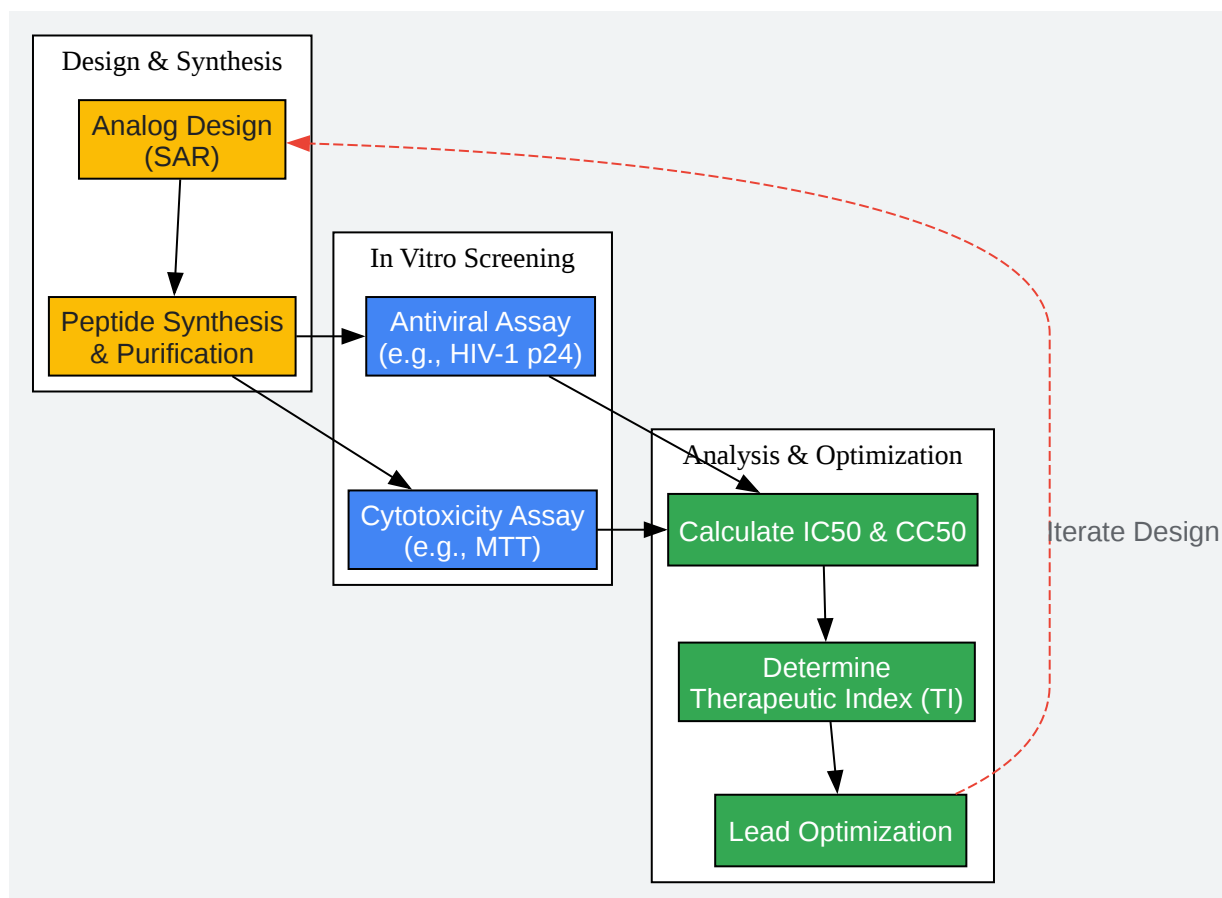 Design & Synthesis
Analog Design
(SAR)
Peptide Synthesis
& Purification
In Vitro Screening
Antiviral Assay
(e.g., HIV-1 p24)
Cytotoxicity Assay
(e.g., MTT)
Analysis & Optimization
Calculate IC50 & CC50
Determine
Therapeutic Index (TI)
Lead Optimization
Iterate Design